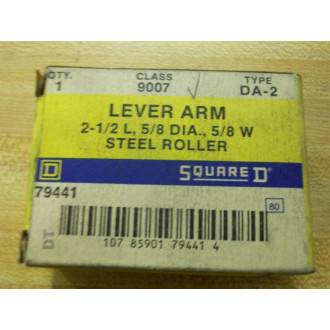 QTY. CLASS TYPE
1 9007 DA-2
LEVER ARM
2-1/2 L, 5/8 DIA., 5/8 W
STEEL ROLLER
D SQUARE D
79441
80
DT
107 85901 79441 4